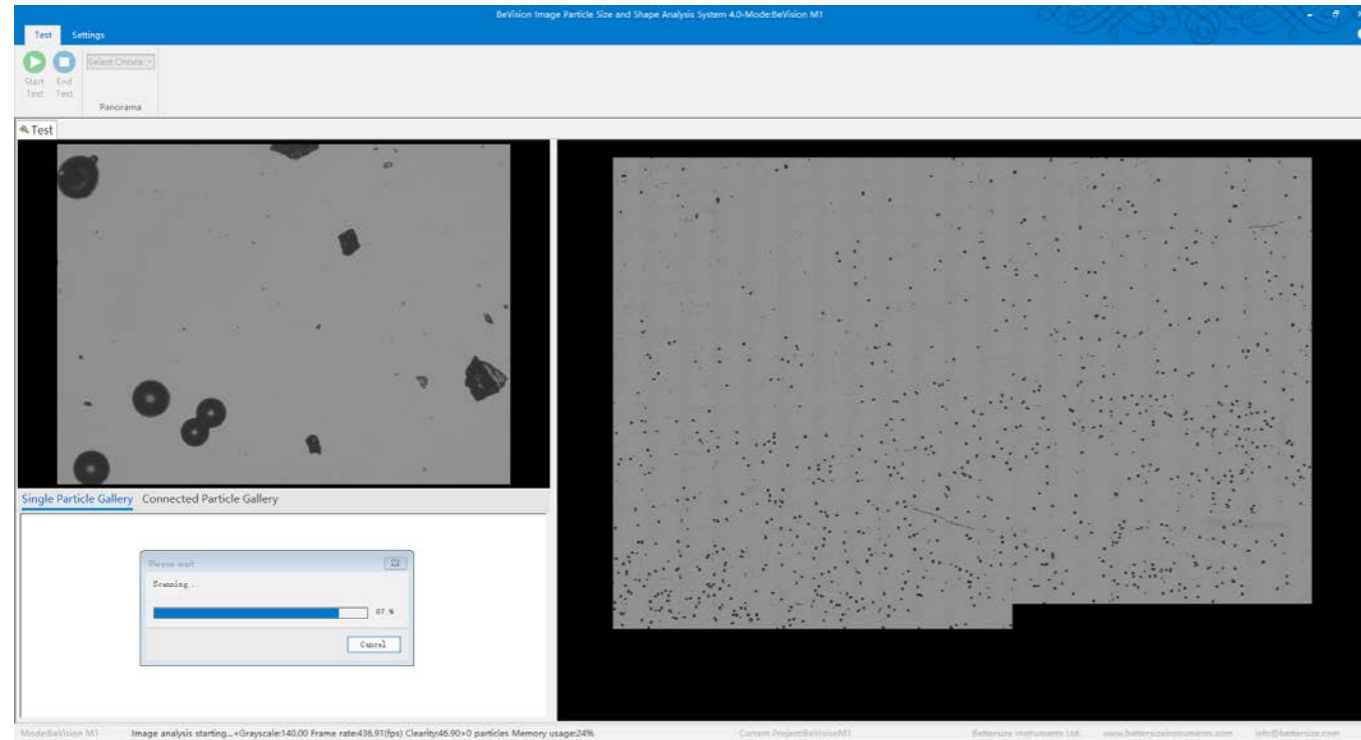 BeVision Image Particle Size and Shape Analysis System 4.0-Mode:BeVision M1
Test Settings
Start Test
End Test
Panorama
Test
Single Particle Gallery Connected Particle Gallery
Please wait
Scanning...
87 %
Cancel
Mode:BeVision M1 Image analysis starting...<Grayscale:140.00 Frame rate:436.91(fps) Clearity:46.90>0 particles Memory usage:24% Current Project:BeVisionM1 Bettersize Instruments Ltd. www.bettersizeinstruments.com info@bettersize.com